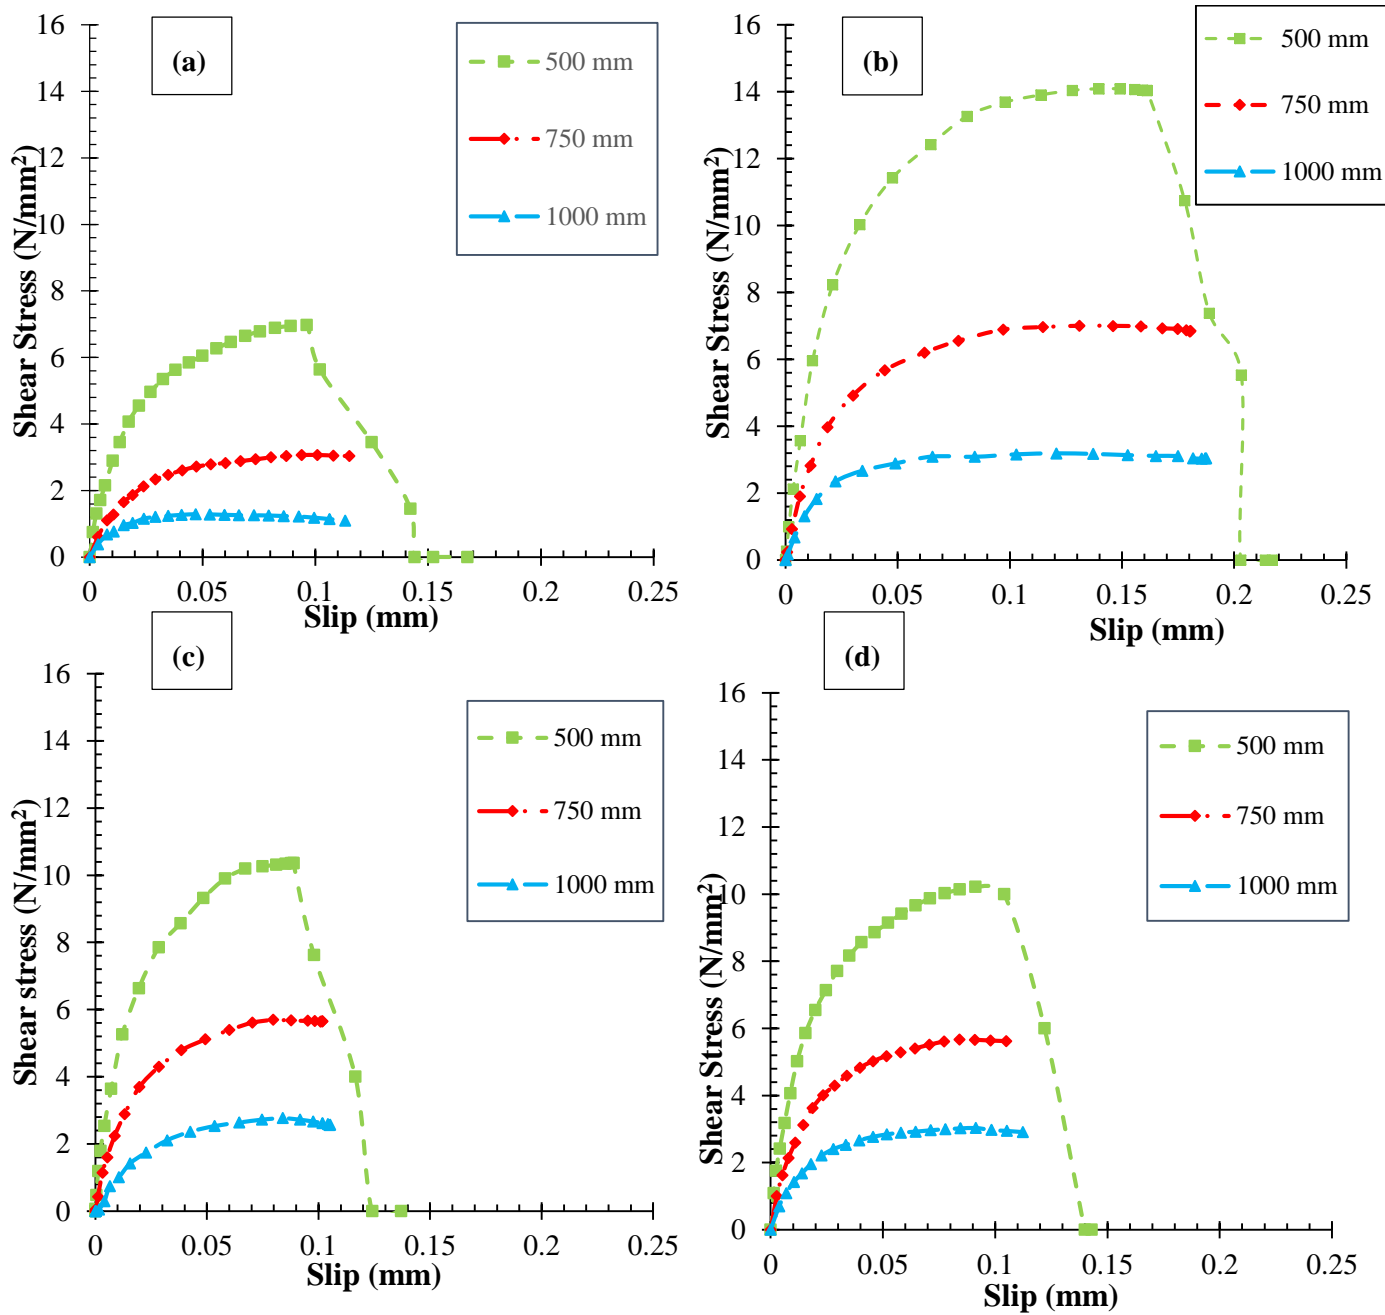 (a)
500 mm
750 mm
1000 mm
Shear Stress (N/mm²)
16
14
12
10
8
6
4
2
0
0 0.05 0.1 0.15 0.2 0.25
Slip (mm)
(b)
500 mm
750 mm
1000 mm
Shear Stress (N/mm²)
16
14
12
10
8
6
4
2
0
0 0.05 0.1 0.15 0.2 0.25
Slip (mm)
(c)
500 mm
750 mm
1000 mm
Shear stress (N/mm²)
16
14
12
10
8
6
4
2
0
0 0.05 0.1 0.15 0.2 0.25
Slip (mm)
(d)
500 mm
750 mm
1000 mm
Shear Stress (N/mm²)
16
14
12
10
8
6
4
2
0
0 0.05 0.1 0.15 0.2 0.25
Slip (mm)